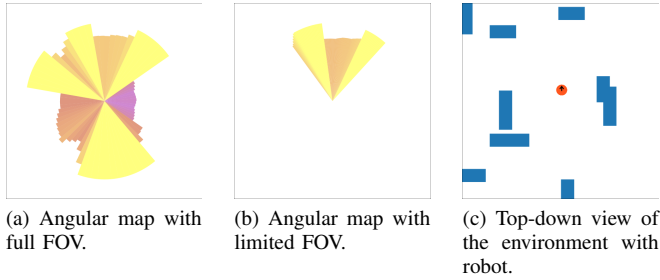 (a) Angular map with
full FOV.
(b) Angular map with
limited FOV.
(c) Top-down view of
the environment with
robot.